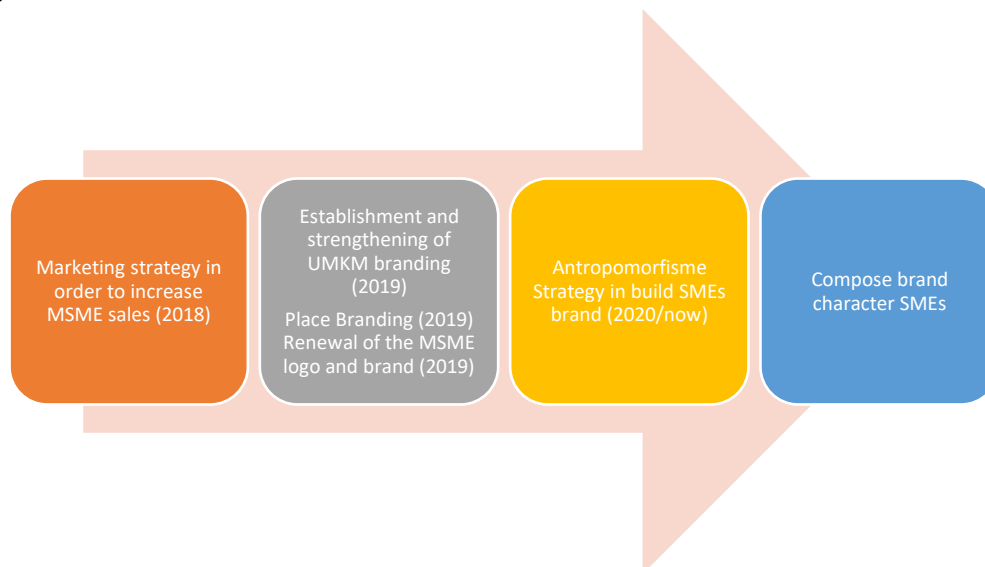 Marketing strategy in
order to increase
MSME sales (2018)
Establishment and
strengthening of
UMKM branding
(2019)
Place Branding (2019)
Renewal of the MSME
logo and brand (2019)
Antropomorfisme
Strategy in build SMEs
brand (2020/now)
Compose brand
character SMEs